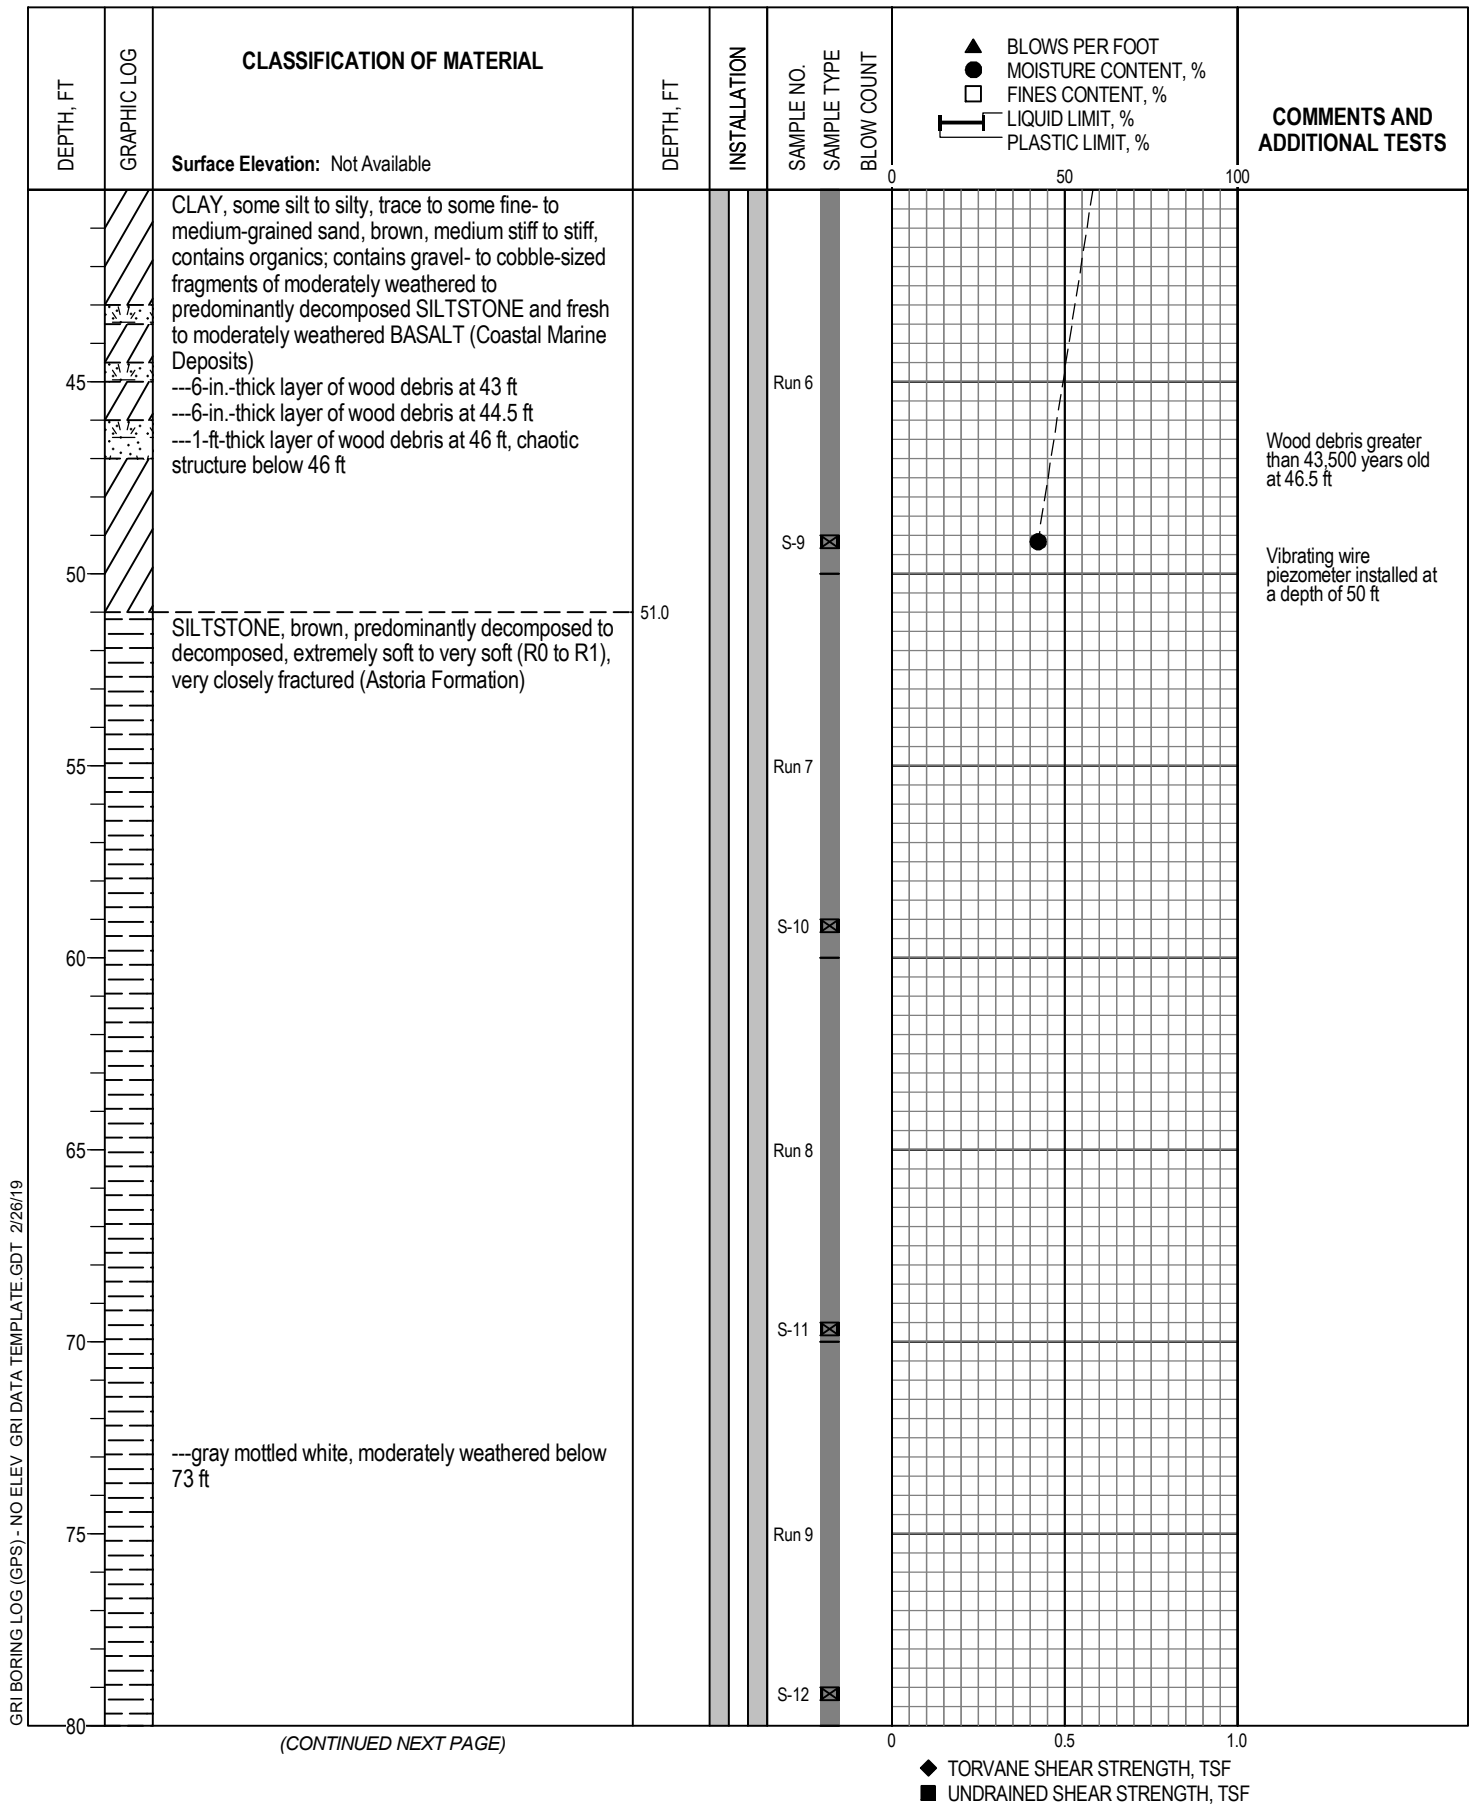 DEPTH, FT
GRAPHIC LOG
CLASSIFICATION OF MATERIAL
Surface Elevation: Not Available
DEPTH, FT
INSTALLATION
SAMPLE NO.
SAMPLE TYPE
BLOW COUNT
BLOWS PER FOOT
MOISTURE CONTENT, %
FINES CONTENT, %
LIQUID LIMIT, %
PLASTIC LIMIT, %
COMMENTS AND
ADDITIONAL TESTS
0 50 100
CLAY, some silt to silty, trace to some fine- to
medium-grained sand, brown, medium stiff to stiff,
contains organics; contains gravel- to cobble-sized
fragments of moderately weathered to
predominantly decomposed SILTSTONE and fresh
to moderately weathered BASALT (Coastal Marine
Deposits)
---6-in.-thick layer of wood debris at 43 ft
45
Run 6
---6-in.-thick layer of wood debris at 44.5 ft
---1-ft-thick layer of wood debris at 46 ft, chaotic
structure below 46 ft
Wood debris greater
than 43,500 years old
at 46.5 ft
S-9
50
Vibrating wire
piezometer installed at
a depth of 50 ft
51.0
SILTSTONE, brown, predominantly decomposed to
decomposed, extremely soft to very soft (R0 to R1),
very closely fractured (Astoria Formation)
55
Run 7
S-10
60
65
Run 8
S-11
70
---gray mottled white, moderately weathered below
73 ft
75
Run 9
S-12
80
(CONTINUED NEXT PAGE)
0 0.5 1.0
TORVANE SHEAR STRENGTH, TSF
UNDRAINED SHEAR STRENGTH, TSF
GRI BORING LOG (GPS) - NO ELEV GRI DATA TEMPLATE.GDT 2/26/19